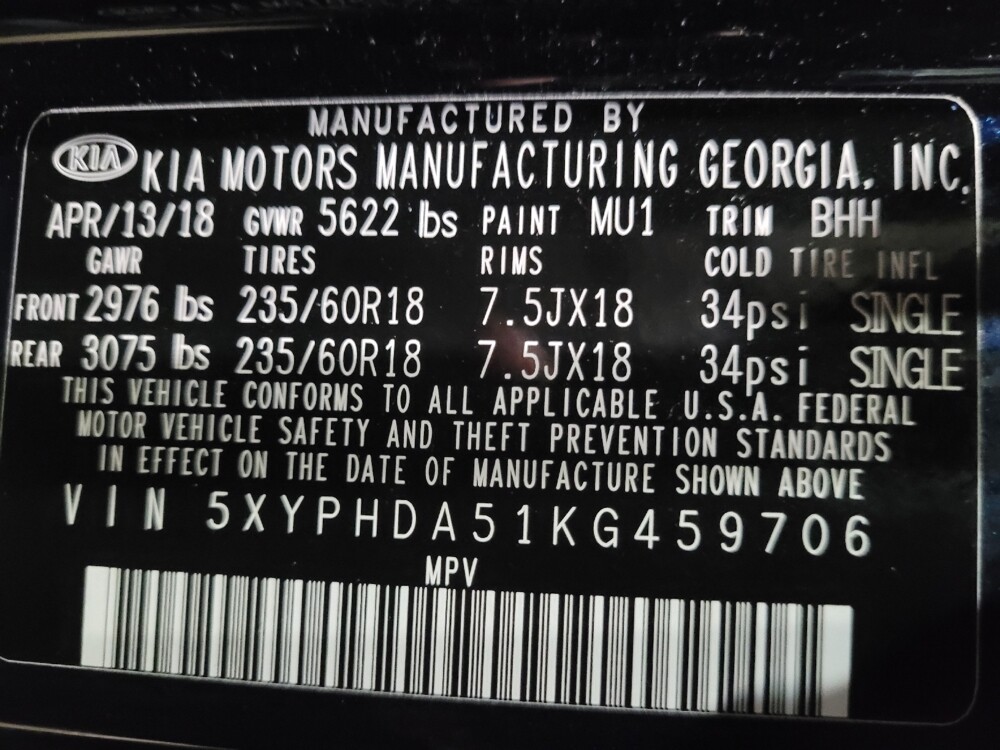 MANUFACTURED BY
KIA KIA MOTORS MANUFACTURING GEORGIA, INC.
APR/13/18 GVWR 5622 lbs PAINT MU1 TRIM BHH
GAWR TIRES RIMS COLD TIRE INFL
FRONT 2976 lbs 235/60R18 7.5JX18 34psi SINGLE
REAR 3075 lbs 235/60R18 7.5JX18 34psi SINGLE
THIS VEHICLE CONFORMS TO ALL APPLICABLE U.S.A. FEDERAL
MOTOR VEHICLE SAFETY AND THEFT PREVENTION STANDARDS
IN EFFECT ON THE DATE OF MANUFACTURE SHOWN ABOVE
VIN 5XYPHDA51KG459706
MPV